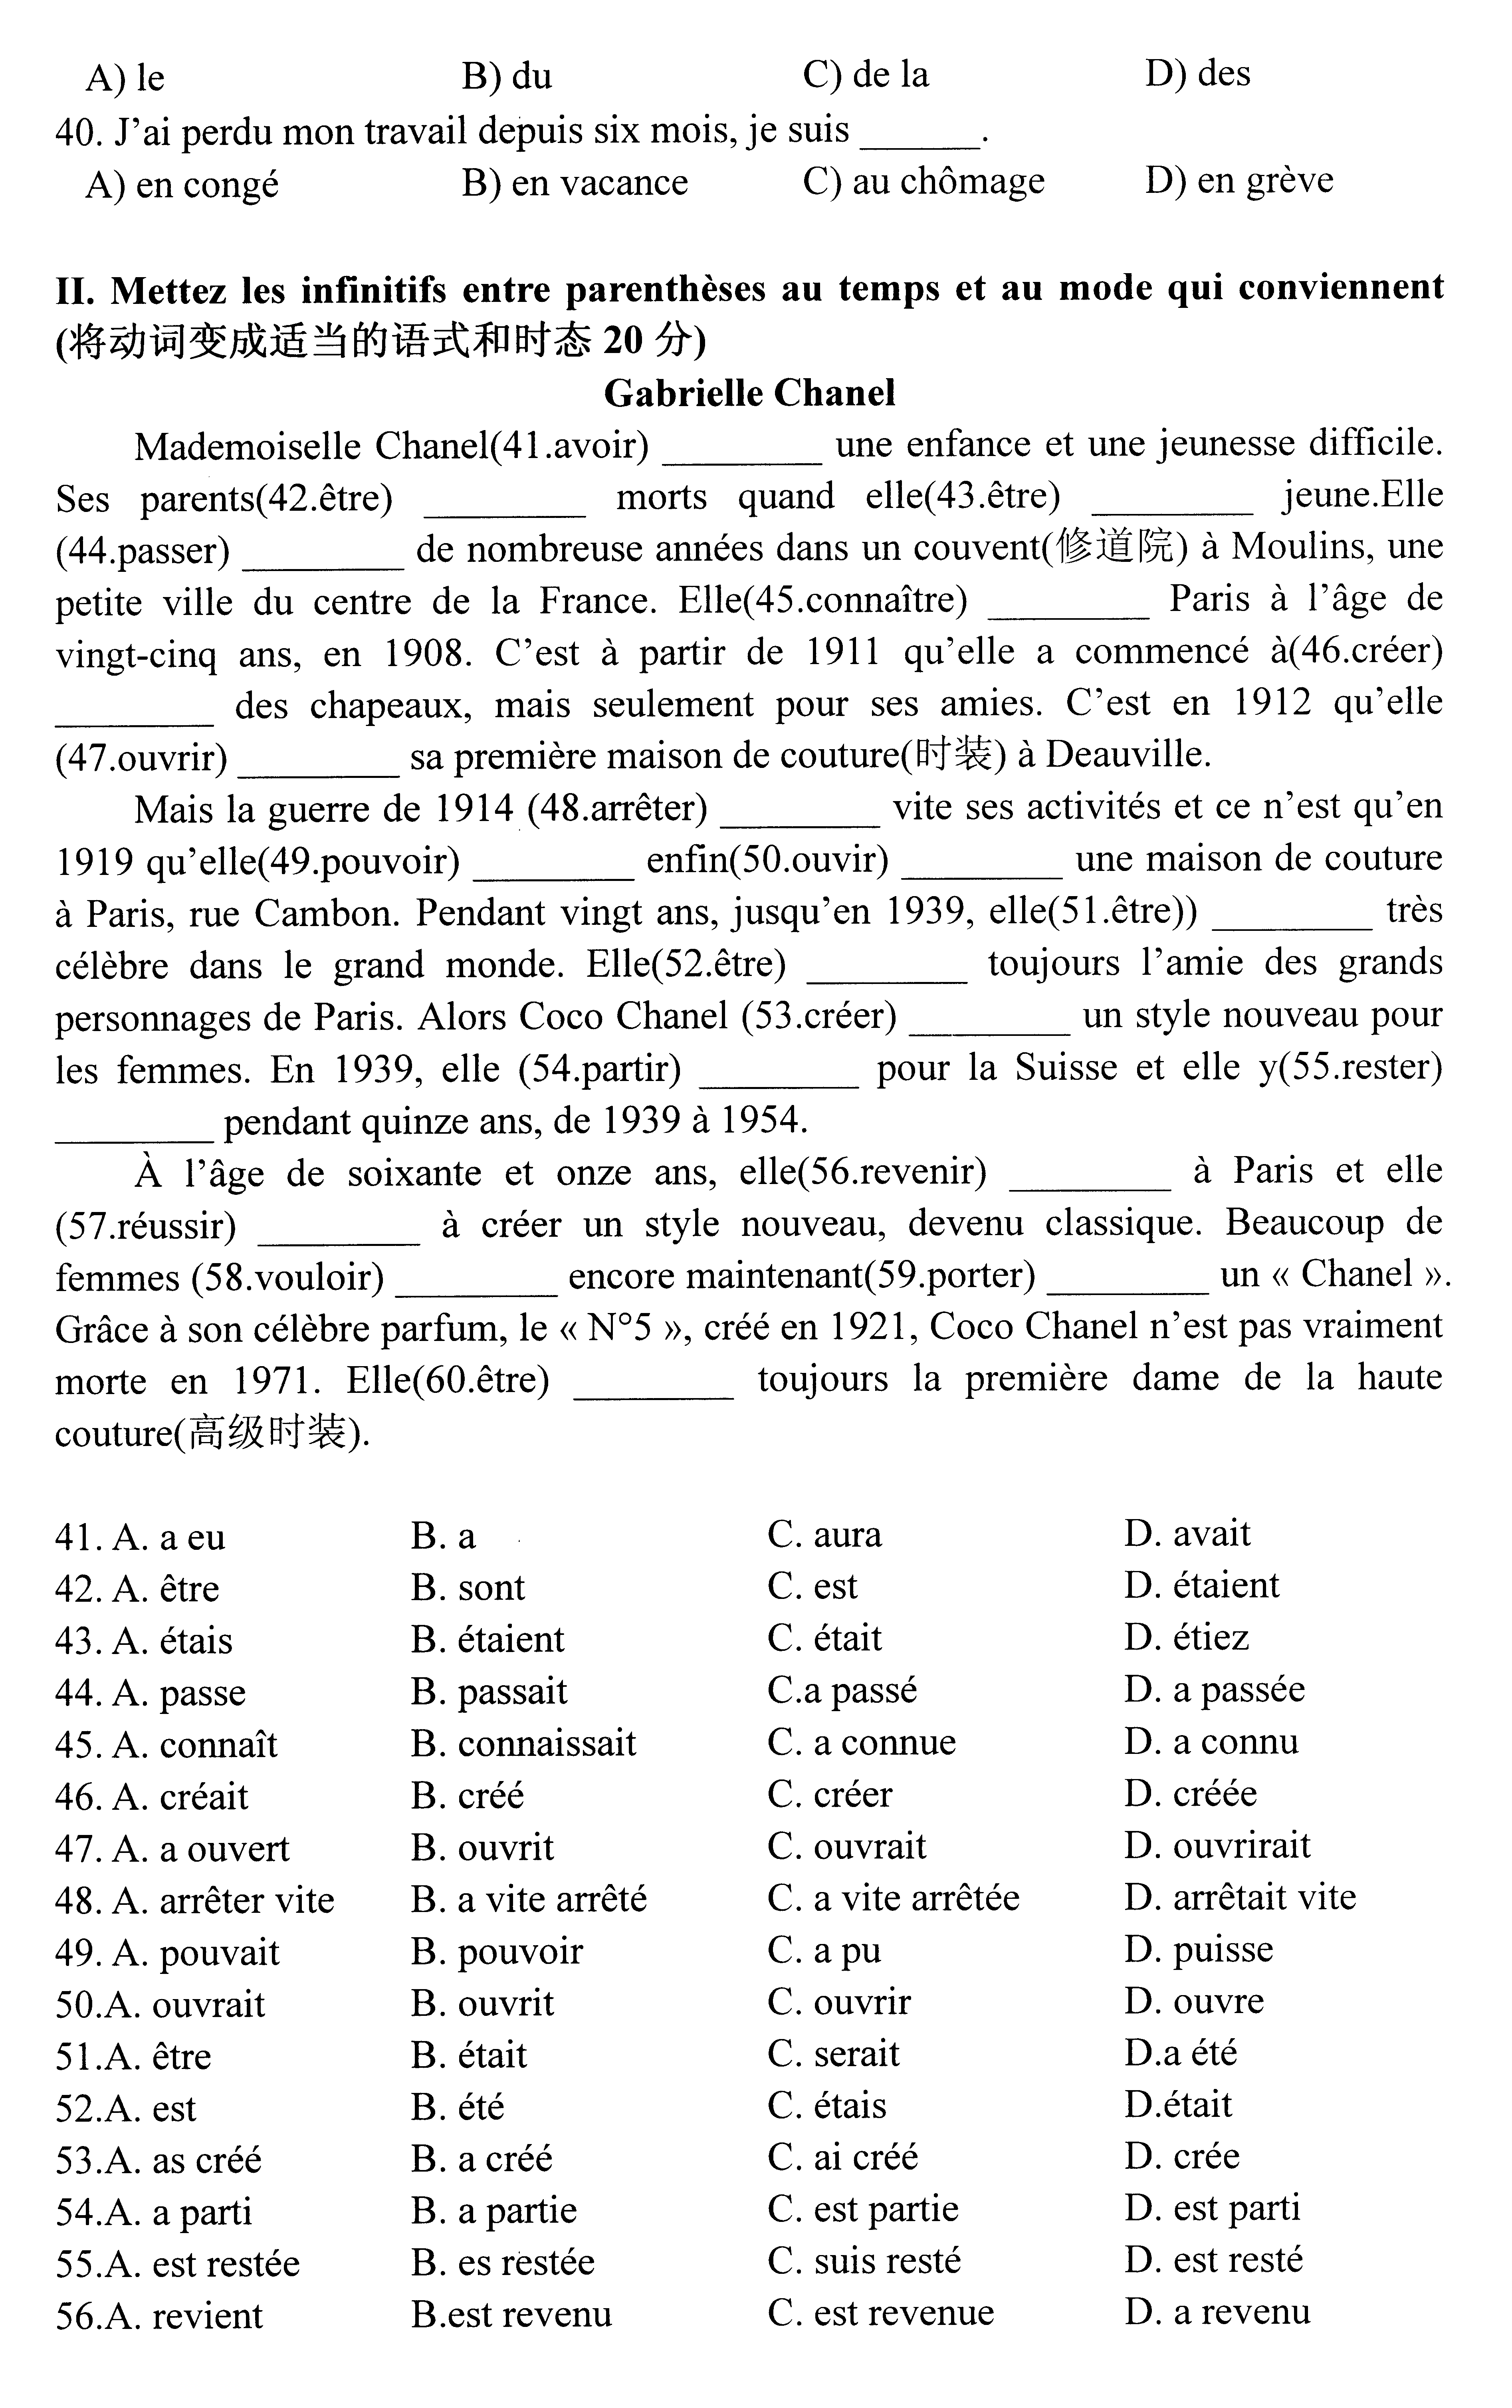 A) le B) du C) de la D) des
40. J’ai perdu mon travail depuis six mois, je suis ______.
A) en congé B) en vacance C) au chômage D) en grève
II. Mettez les infinitifs entre parenthèses au temps et au mode qui conviennent
(将动词变成适当的语式和时态 20 分)
Gabrielle Chanel
Mademoiselle Chanel(41.avoir) ________ une enfance et une jeunesse difficile.
Ses parents(42.être) ________ morts quand elle(43.être) ________ jeune.Elle
(44.passer) ________ de nombreuse années dans un couvent(修道院) à Moulins, une
petite ville du centre de la France. Elle(45.connaître) ________ Paris à l’âge de
vingt-cinq ans, en 1908. C’est à partir de 1911 qu’elle a commencé à(46.créer)
________ des chapeaux, mais seulement pour ses amies. C’est en 1912 qu’elle
(47.ouvrir) ________ sa première maison de couture(时装) à Deauville.
Mais la guerre de 1914 (48.arrêter) ________ vite ses activités et ce n’est qu’en
1919 qu’elle(49.pouvoir) ________ enfin(50.ouvir) ________ une maison de couture
à Paris, rue Cambon. Pendant vingt ans, jusqu’en 1939, elle(51.être)) ________ très
célèbre dans le grand monde. Elle(52.être) ________ toujours l’amie des grands
personnages de Paris. Alors Coco Chanel (53.créer) ________ un style nouveau pour
les femmes. En 1939, elle (54.partir) ________ pour la Suisse et elle y(55.rester)
________ pendant quinze ans, de 1939 à 1954.
À l’âge de soixante et onze ans, elle(56.revenir) ________ à Paris et elle
(57.réussir) ________ à créer un style nouveau, devenu classique. Beaucoup de
femmes (58.vouloir) ________ encore maintenant(59.porter) ________ un « Chanel ».
Grâce à son célèbre parfum, le « N°5 », créé en 1921, Coco Chanel n’est pas vraiment
morte en 1971. Elle(60.être) ________ toujours la première dame de la haute
couture(高级时装).
41. A. a eu B. a C. aura D. avait
42. A. être B. sont C. est D. étaient
43. A. étais B. étaient C. était D. étiez
44. A. passe B. passait C.a passé D. a passée
45. A. connaît B. connaissait C. a connue D. a connu
46. A. créait B. créé C. créer D. créée
47. A. a ouvert B. ouvrit C. ouvrait D. ouvrirait
48. A. arrêter vite B. a vite arrêté C. a vite arrêtée D. arrêtait vite
49. A. pouvait B. pouvoir C. a pu D. puisse
50.A. ouvrait B. ouvrit C. ouvrir D. ouvre
51.A. être B. était C. serait D.a été
52.A. est B. été C. étais D.était
53.A. as créé B. a créé C. ai créé D. crée
54.A. a parti B. a partie C. est partie D. est parti
55.A. est restée B. es restée C. suis resté D. est resté
56.A. revient B.est revenu C. est revenue D. a revenu